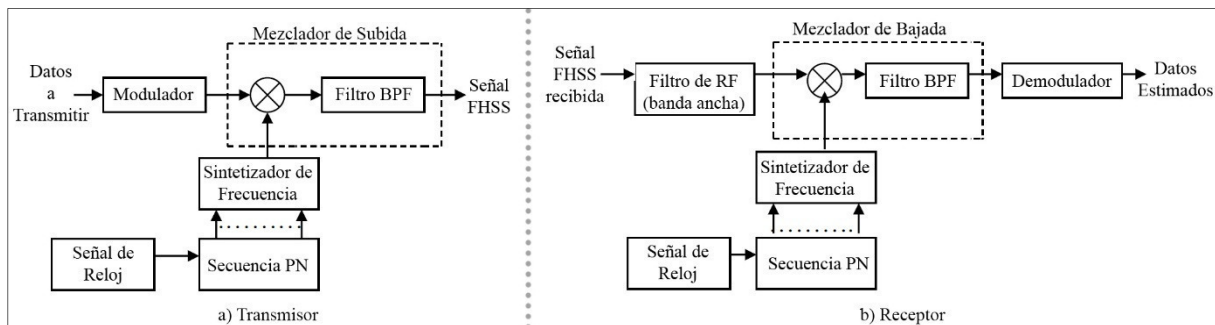 Mezclador de Subida
Datos
a
Transmitir
Modulador
Filtro BPF
Señal
FHSS
Sintetizador de
Frecuencia
Señal de
Reloj
Secuencia PN
a) Transmisor
Mezclador de Bajada
Señal
FHSS
recibida
Filtro de RF
(banda ancha)
Filtro BPF
Demodulador
Datos
Estimados
Sintetizador de
Frecuencia
Señal de
Reloj
Secuencia PN
b) Receptor